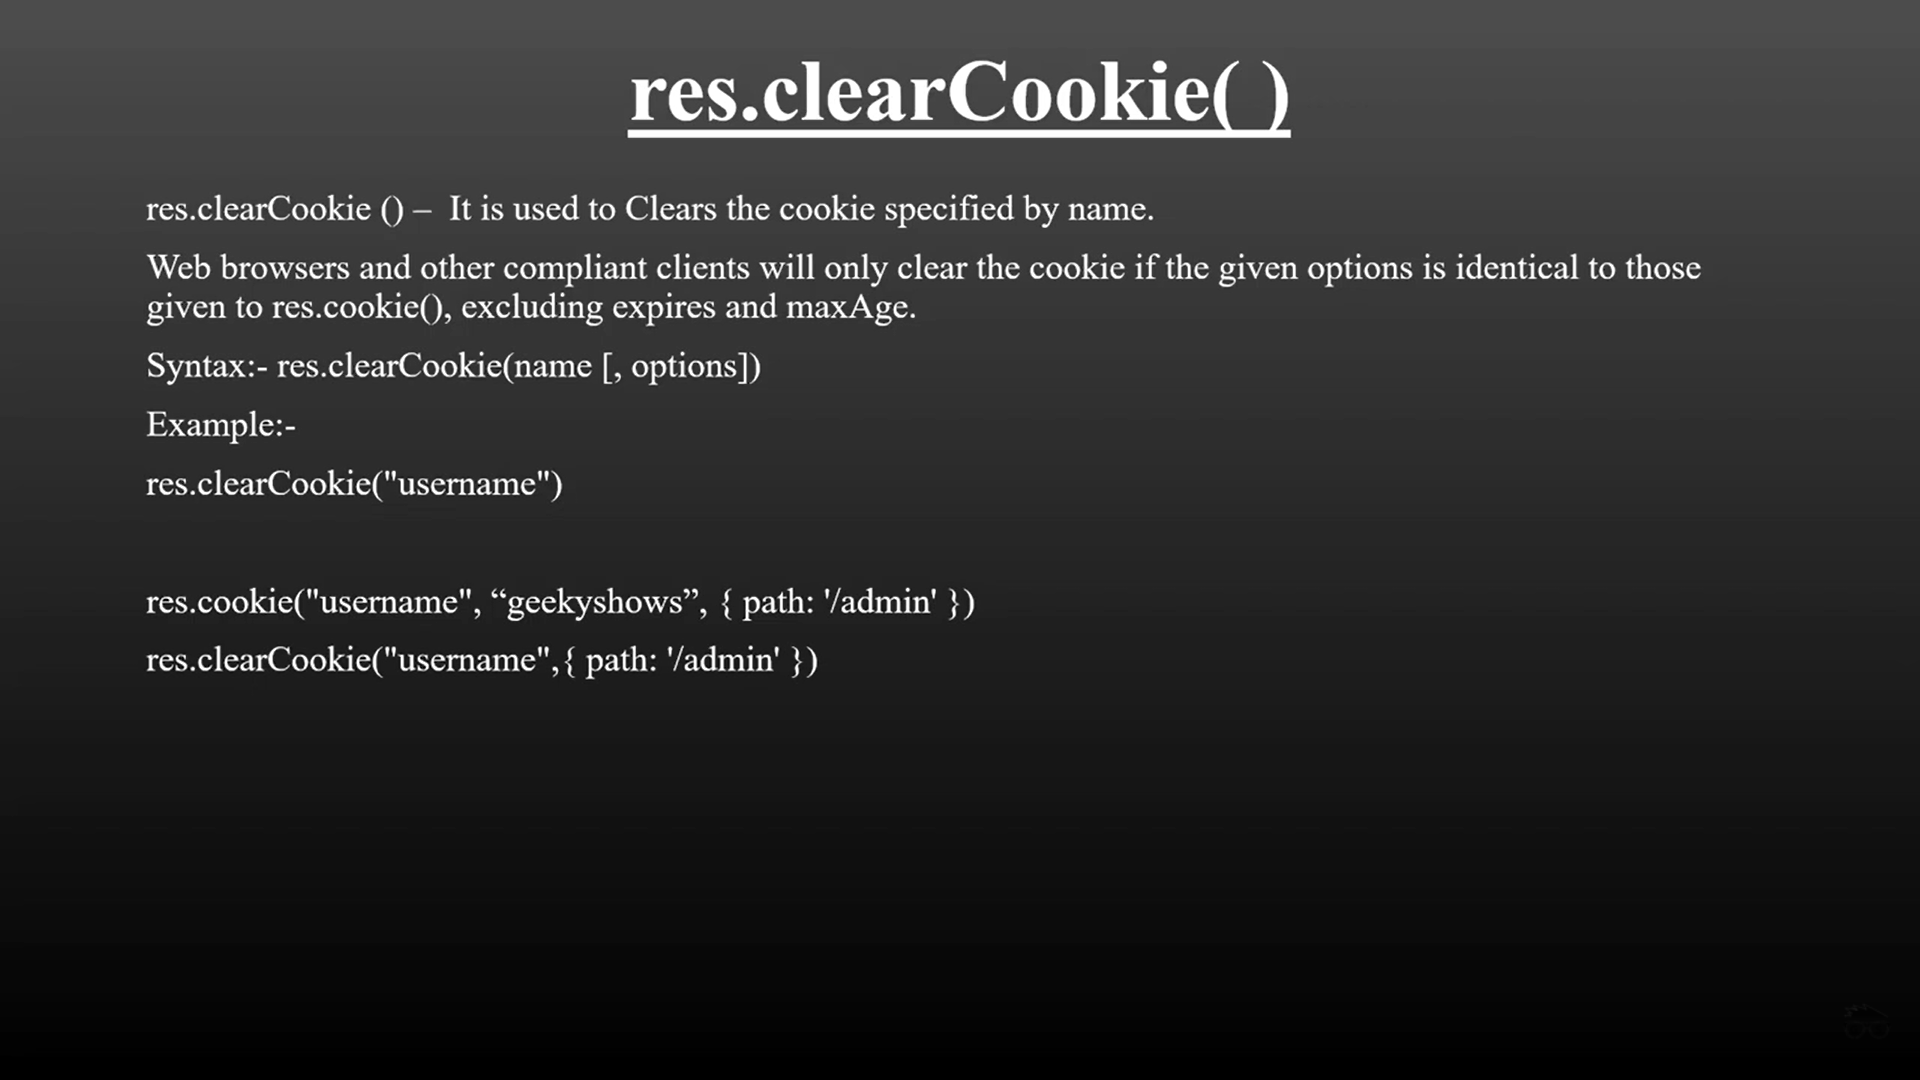 res.clearCookie( )
res.clearCookie () – It is used to Clears the cookie specified by name.
Web browsers and other compliant clients will only clear the cookie if the given options is identical to those
given to res.cookie(), excluding expires and maxAge.
Syntax:- res.clearCookie(name [, options])
Example:-
res.clearCookie("username")
res.cookie("username", “geekyshows”, { path: '/admin' })
res.clearCookie("username",{ path: '/admin' })